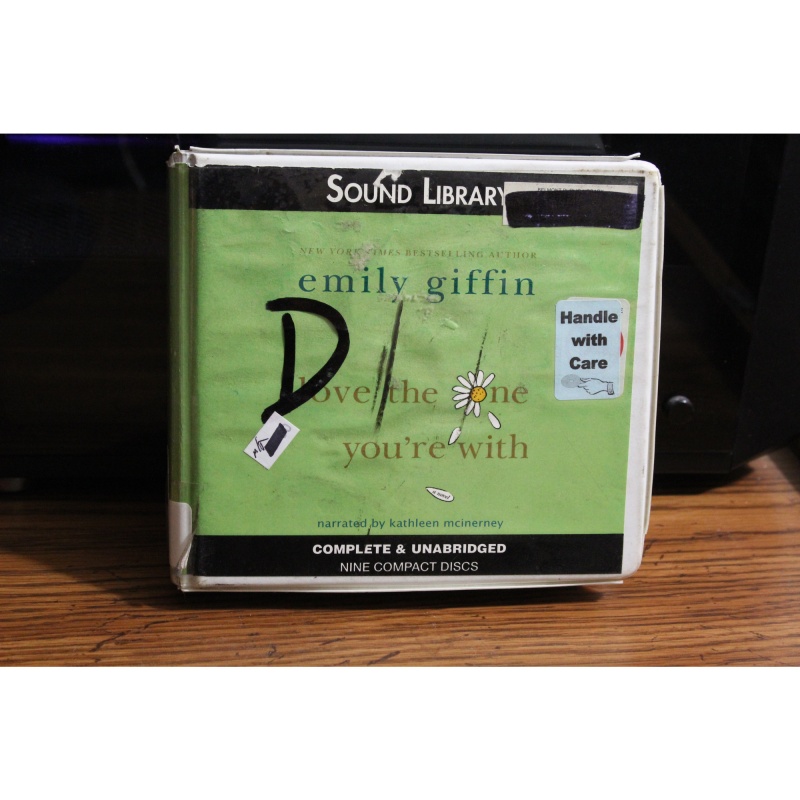 SOUND LIBRARY
NEW YORK TIMES BESTSELLING AUTHOR
emily giffin
Handle
with
Care
D
love the one
you're with
a novel
narrated by kathleen mcinerney
COMPLETE & UNABRIDGED
NINE COMPACT DISCS